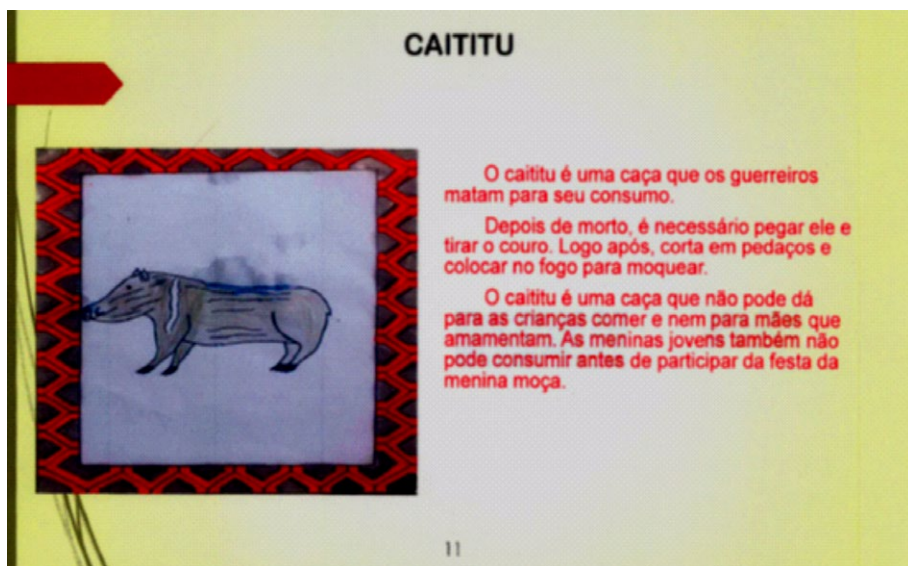 CAITITU
O caititu é uma caça que os guerreiros
matam para seu consumo.
Depois de morto, é necessário pegar ele e
tirar o couro. Logo após, corta em pedaços e
colocar no fogo para moquear.
O caititu é uma caça que não pode dá
para as crianças comer e nem para mães que
amamentam. As meninas jovens também não
pode consumir antes de participar da festa da
menina moça.
11